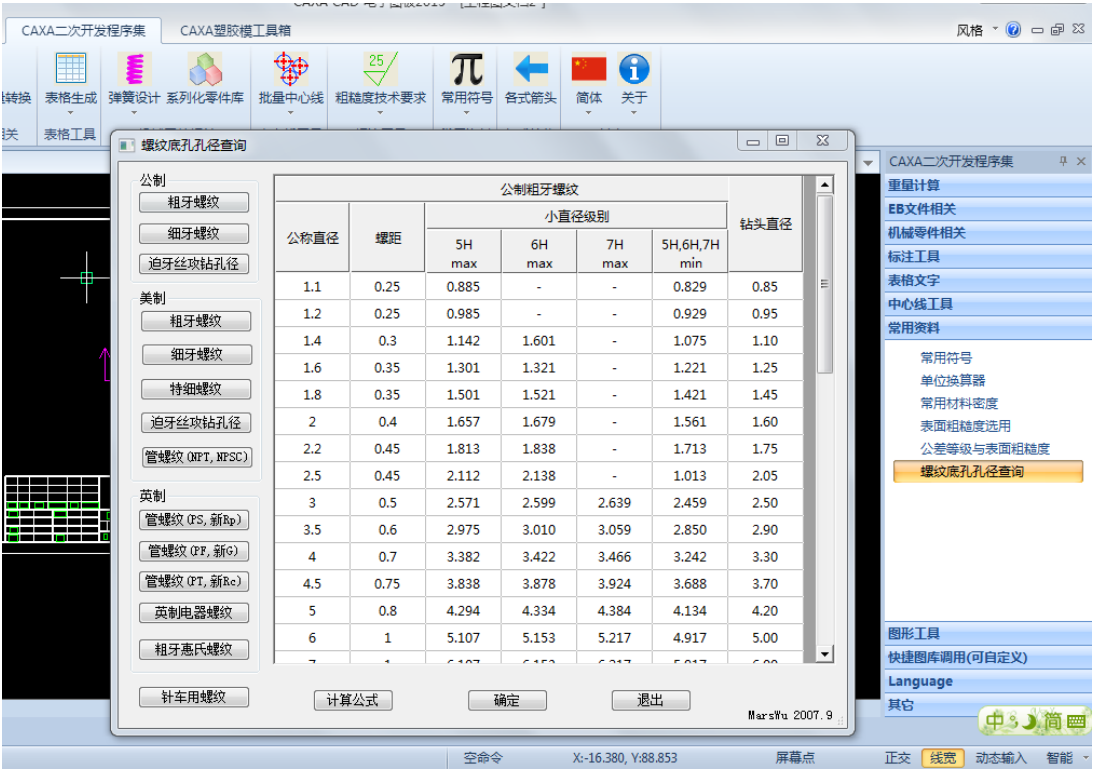 CAXA二次开发程序集 CAXA塑胶模工具箱 风格
转换 表格生成 弹簧设计 系列化零件库 批量中心线 粗糙度技术要求 常用符号 各式箭头 简体 关于
25
相关 表格工具
螺纹底孔孔径查询
公制
粗牙螺纹
细牙螺纹
迫牙丝攻钻孔径
美制
粗牙螺纹
细牙螺纹
特细螺纹
迫牙丝攻钻孔径
管螺纹(NPT, NPSC)
英制
管螺纹(PS, 新Rp)
管螺纹(PF, 新G)
管螺纹(PT, 新Rc)
英制电器螺纹
粗牙惠氏螺纹
针车用螺纹
公制粗牙螺纹
小直径级别
公称直径 螺距 5H max 6H max 7H max 5H,6H,7H min 钻头直径
1.1 0.25 0.885 - - 0.829 0.85
1.2 0.25 0.985 - - 0.929 0.95
1.4 0.3 1.142 1.601 - 1.075 1.10
1.6 0.35 1.301 1.321 - 1.221 1.25
1.8 0.35 1.501 1.521 - 1.421 1.45
2 0.4 1.657 1.679 - 1.561 1.60
2.2 0.45 1.813 1.838 - 1.713 1.75
2.5 0.45 2.112 2.138 - 1.013 2.05
3 0.5 2.571 2.599 2.639 2.459 2.50
3.5 0.6 2.975 3.010 3.059 2.850 2.90
4 0.7 3.382 3.422 3.466 3.242 3.30
4.5 0.75 3.838 3.878 3.924 3.688 3.70
5 0.8 4.294 4.334 4.384 4.134 4.20
6 1 5.107 5.153 5.217 4.917 5.00
计算公式 确定 退出
MarsWu 2007.9
CAXA二次开发程序集
重量计算
EB文件相关
机械零件相关
标注工具
表格文字
中心线工具
常用资料
常用符号
单位换算器
常用材料密度
表面粗糙度选用
公差等级与表面粗糙度
螺纹底孔孔径查询
图形工具
快捷图库调用(可自定义)
Language
其它
中 简
空命令 X:-16.380, Y:88.853 屏幕点 正交 线宽 动态输入 智能